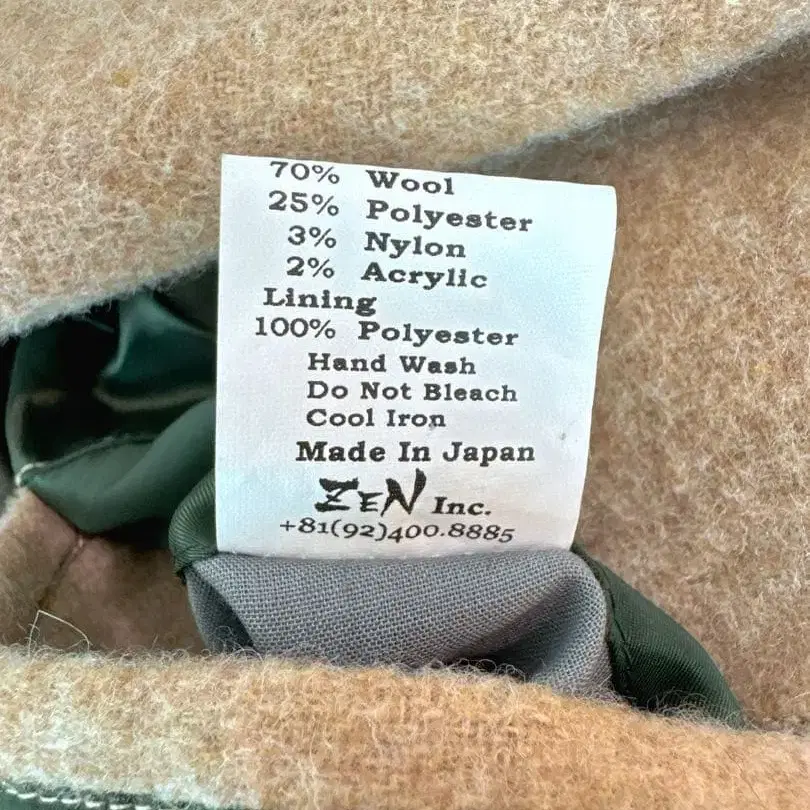 70% Wool
25% Polyester
3% Nylon
2% Acrylic
Lining
100% Polyester
Hand Wash
Do Not Bleach
Cool Iron
Made In Japan
ZEN Inc.
+81(92)400.8885